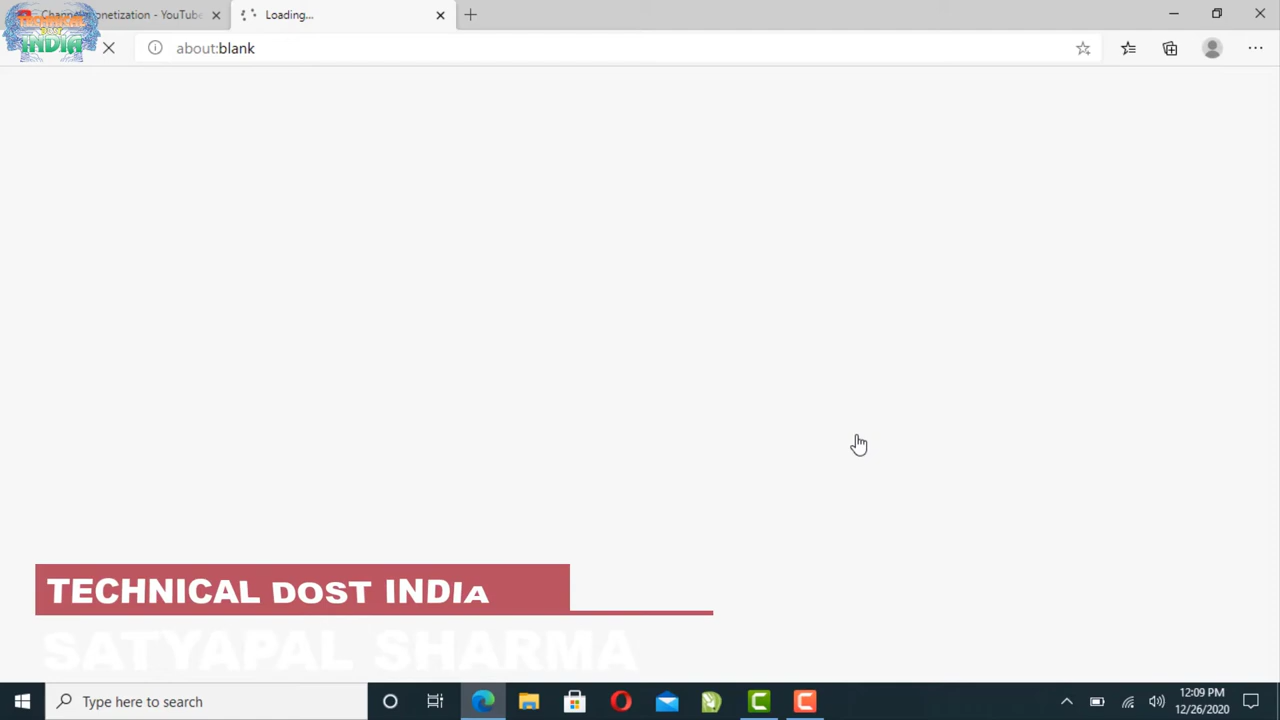 Channel monetization - YouTube
Loading...
about:blank
TECHNICAL DOST INDIA
SATYAPAL SHARMA
Type here to search
12:09 PM
12/26/2020